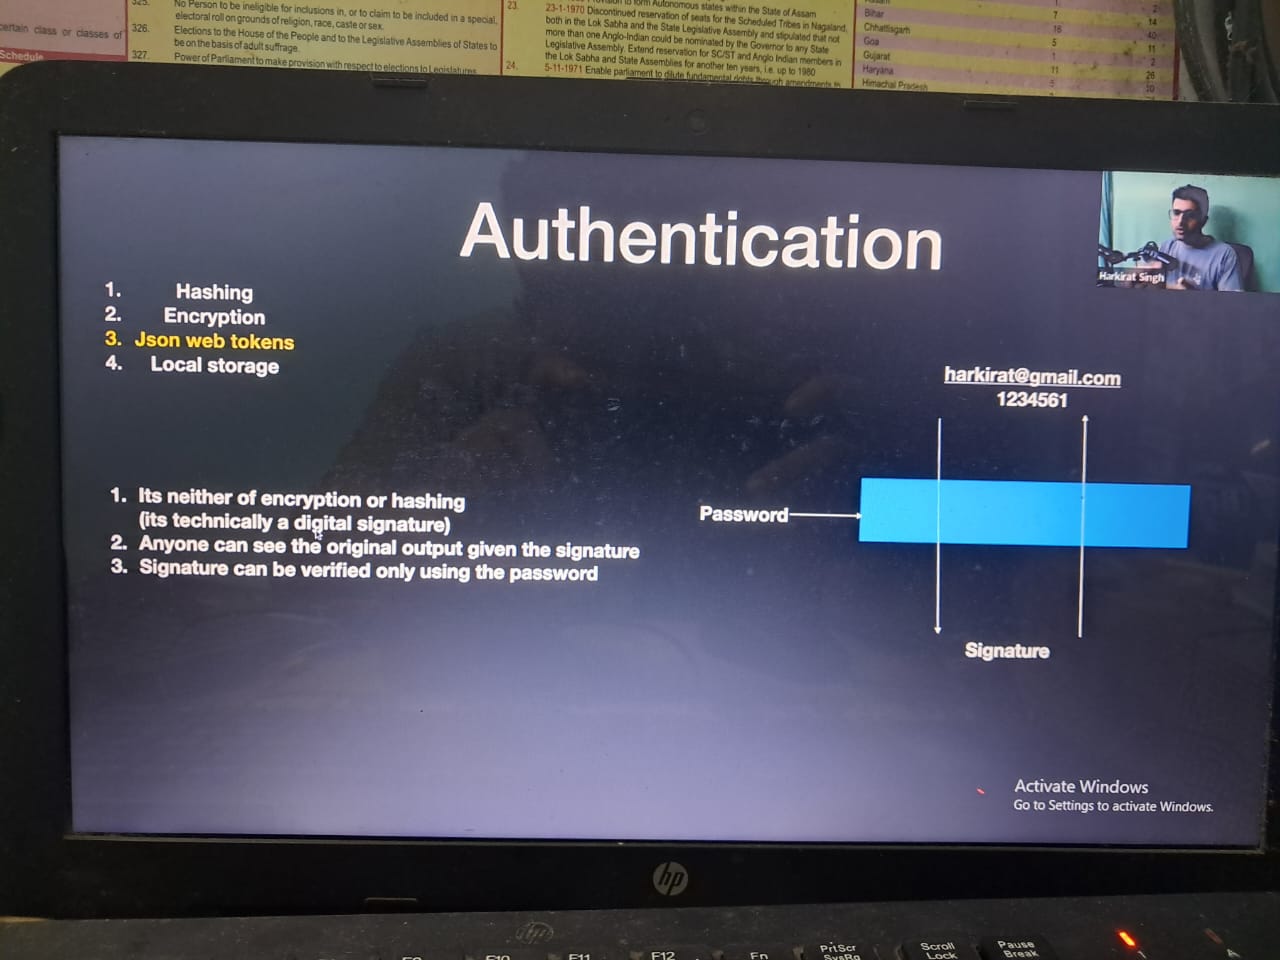 325. No Person to be ineligible for inclusions in, or to claim to be included in a special,
electoral roll on grounds of religion, race, caste or sex.
326. Elections to the House of the People and to the Legislative Assemblies of States to
be on the basis of adult suffrage.
327. Power of Parliament to make provision with respect to elections to Legislatures
certain class or classes of
Schedule
to form Autonomous states within the State of Assam
23. 23-1-1970 Discontinued reservation of seats for the Scheduled Tribes in Nagaland,
both in the Lok Sabha and the State Legislative Assembly and stipulated that not
more than one Anglo-Indian could be nominated by the Governor to any State
Legislative Assembly. Extend reservation for SC/ST and Anglo Indian members in
the Lok Sabha and State Assemblies for another ten years, i.e. up to 1980
24. 5-11-1971 Enable parliament to dilute fundamental rights through amendments to
Bihar 7 14
Chhattisgarh 16 40
Goa 5 11
Gujarat 1 2
Haryana 11 26
Himachal Pradesh 5 10
Authentication
Harkirat Singh
1. Hashing
2. Encryption
3. Json web tokens
4. Local storage
harkirat@gmail.com
1234561
1. Its neither of encryption or hashing
(its technically a digital signature)
2. Anyone can see the original output given the signature
3. Signature can be verified only using the password
Password
Signature
Activate Windows
Go to Settings to activate Windows.
hp
F10
F11
F12
Fn
PrtScr
SysRq
Scroll
Lock
Pause
Break